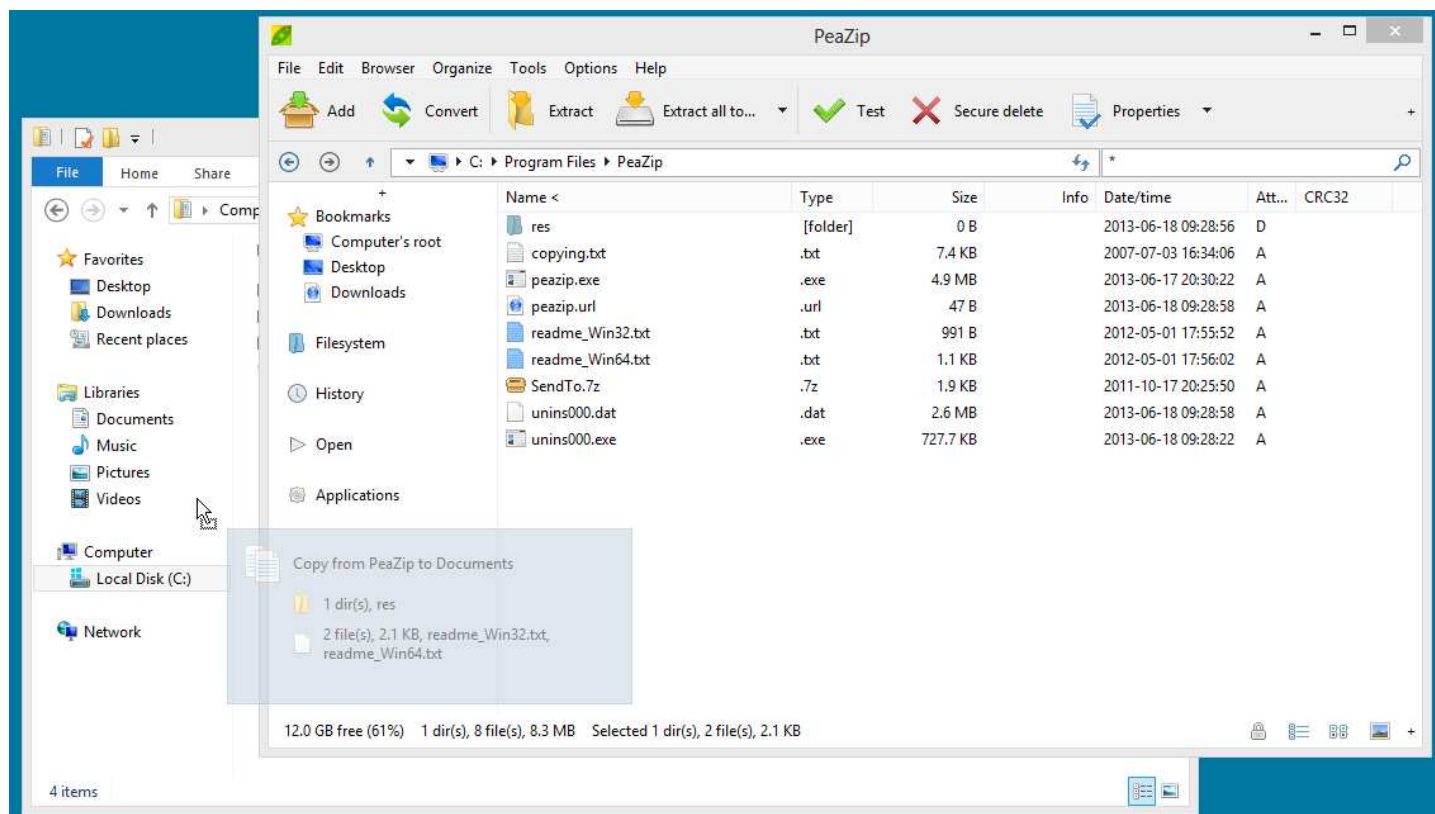 PeaZip
File Edit Browser Organize Tools Options Help
Add Convert Extract Extract all to... Test Secure delete Properties +
C: Program Files PeaZip *
+
Bookmarks
Computer's root
Desktop
Downloads
Filesystem
History
Open
Applications
Name < Type Size Info Date/time Att... CRC32
res [folder] 0 B 2013-06-18 09:28:56 D
copying.txt .txt 7.4 KB 2007-07-03 16:34:06 A
peazip.exe .exe 4.9 MB 2013-06-17 20:30:22 A
peazip.url .url 47 B 2013-06-18 09:28:58 A
readme_Win32.txt .txt 991 B 2012-05-01 17:55:52 A
readme_Win64.txt .txt 1.1 KB 2012-05-01 17:56:02 A
SendTo.7z .7z 1.9 KB 2011-10-17 20:25:50 A
unins000.dat .dat 2.6 MB 2013-06-18 09:28:58 A
unins000.exe .exe 727.7 KB 2013-06-18 09:28:22 A
12.0 GB free (61%) 1 dir(s), 8 file(s), 8.3 MB Selected 1 dir(s), 2 file(s), 2.1 KB +
File Home Share
Comp
Favorites
Desktop
Downloads
Recent places
Libraries
Documents
Music
Pictures
Videos
Computer
Local Disk (C:)
Network
4 items
Copy from PeaZip to Documents
1 dir(s), res
2 file(s), 2.1 KB, readme_Win32.txt,
readme_Win64.txt